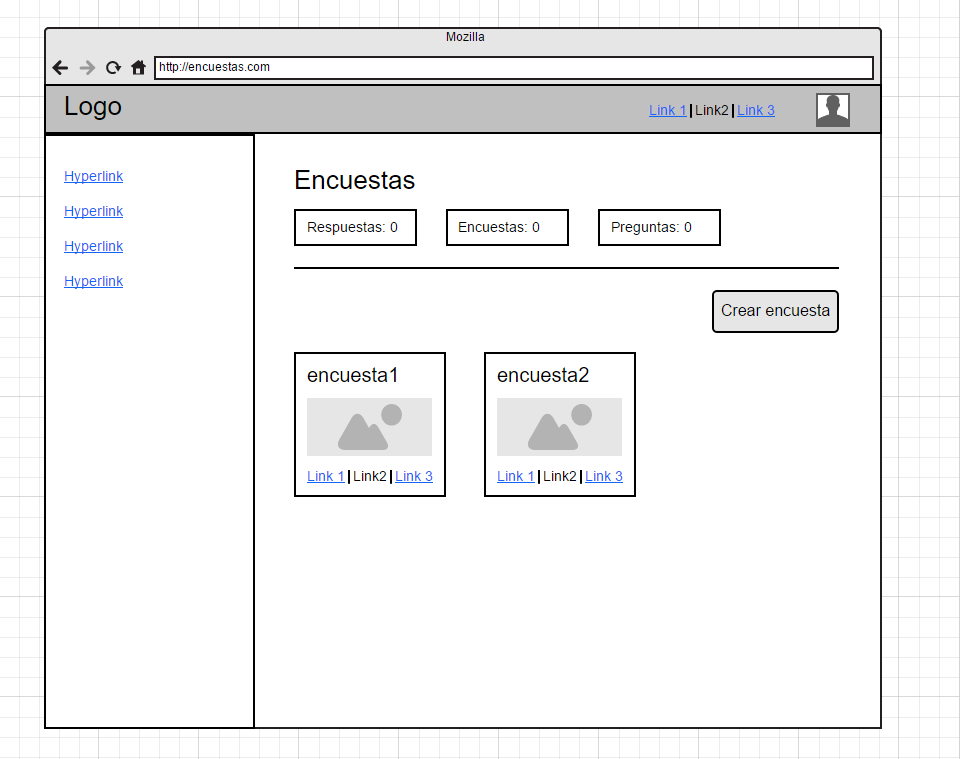 Mozilla
http://encuestas.com
Logo
Link 1|Link2|Link 3
Hyperlink
Hyperlink
Hyperlink
Hyperlink
Encuestas
Respuestas: 0
Encuestas: 0
Preguntas: 0
Crear encuesta
encuesta1
Link 1|Link2|Link 3
encuesta2
Link 1|Link2|Link 3